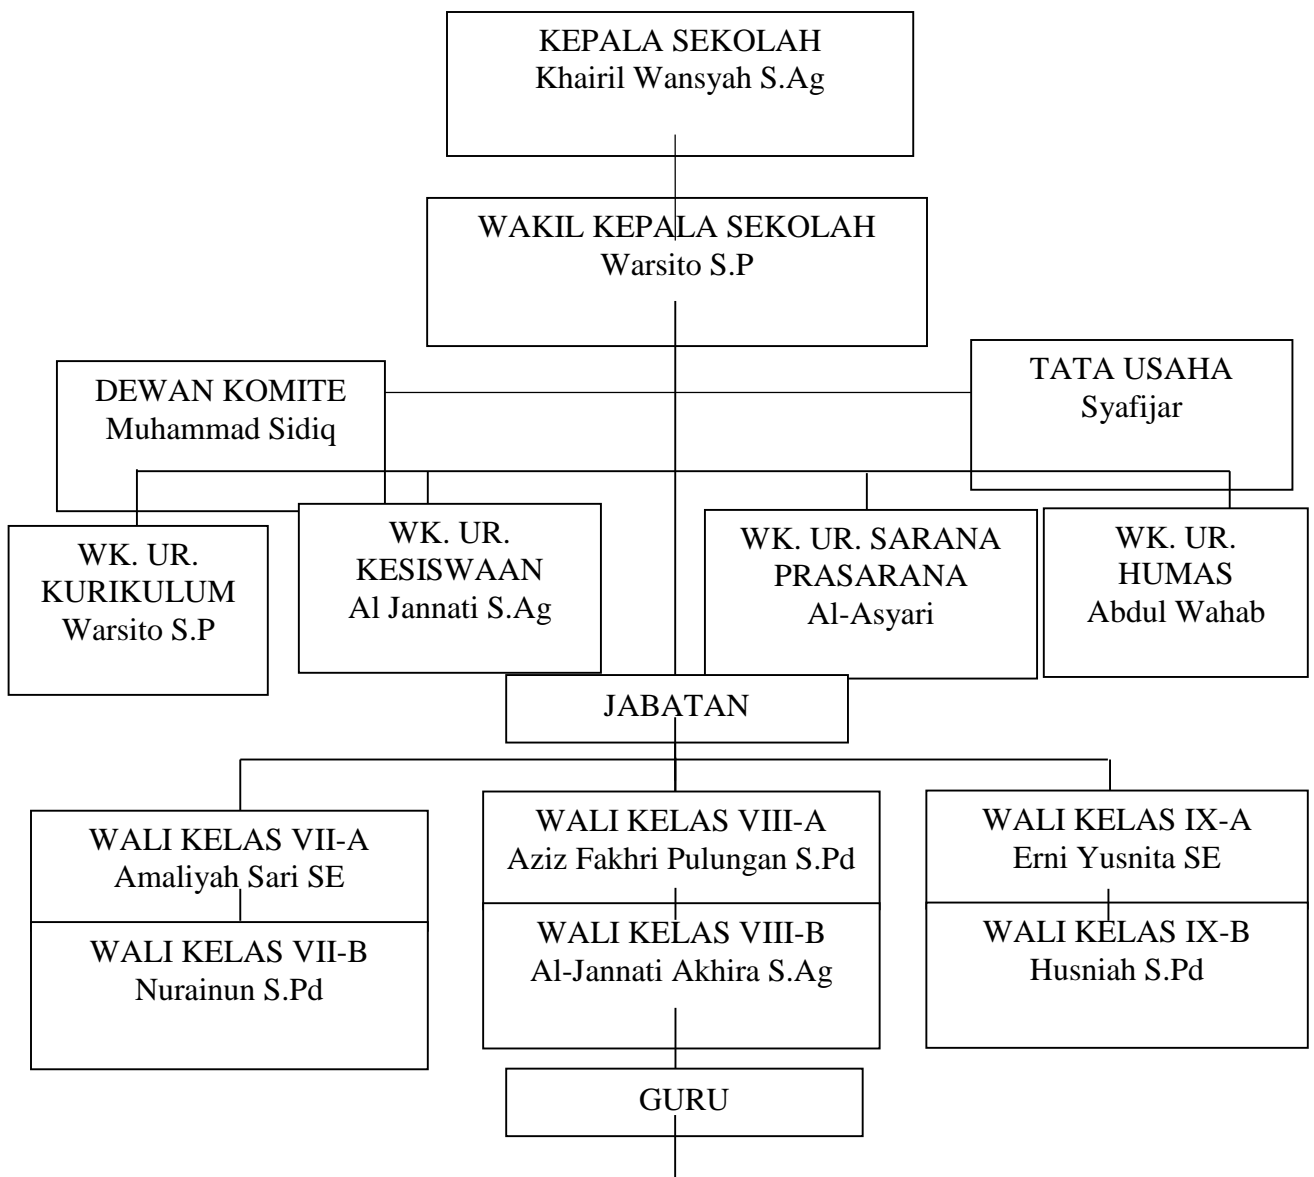 KEPALA SEKOLAH
Khairil Wansyah S.Ag
WAKIL KEPALA SEKOLAH
Warsito S.P
DEWAN KOMITE
Muhammad Sidiq
TATA USAHA
Syafijar
WK. UR.
KURIKULUM
Warsito S.P
WK. UR.
KESISWAAN
Al Jannati S.Ag
WK. UR. SARANA
PRASARANA
Al-Asyari
WK. UR.
HUMAS
Abdul Wahab
JABATAN
WALI KELAS VII-A
Amaliyah Sari SE
WALI KELAS VIII-A
Aziz Fakhri Pulungan S.Pd
WALI KELAS IX-A
Erni Yusnita SE
WALI KELAS VII-B
Nurainun S.Pd
WALI KELAS VIII-B
Al-Jannati Akhira S.Ag
WALI KELAS IX-B
Husniah S.Pd
GURU